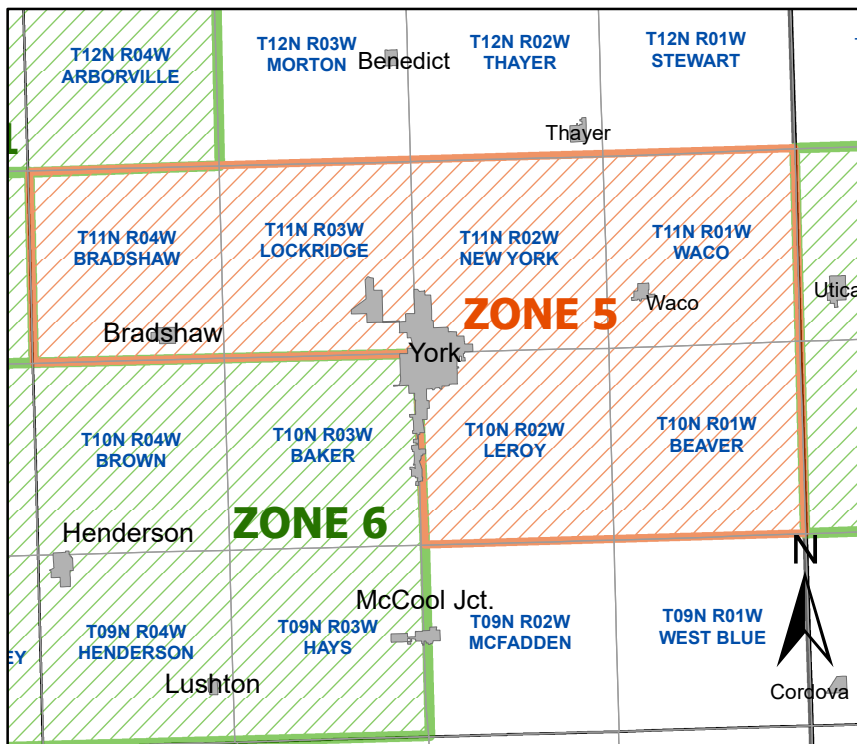 T12N R04W
ARBORVILLE
T12N R03W
MORTON
Benedict
T12N R02W
THAYER
T12N R01W
STEWART
Thayer
T11N R04W
BRADSHAW
T11N R03W
LOCKRIDGE
T11N R02W
NEW YORK
T11N R01W
WACO
Bradshaw
ZONE 5
Waco
Utica
York
T10N R04W
BROWN
T10N R03W
BAKER
T10N R02W
LEROY
T10N R01W
BEAVER
Henderson
ZONE 6
N
McCool Jct.
T09N R04W
HENDERSON
T09N R03W
HAYS
T09N R02W
MCFADDEN
T09N R01W
WEST BLUE
EY
Lushton
Cordova